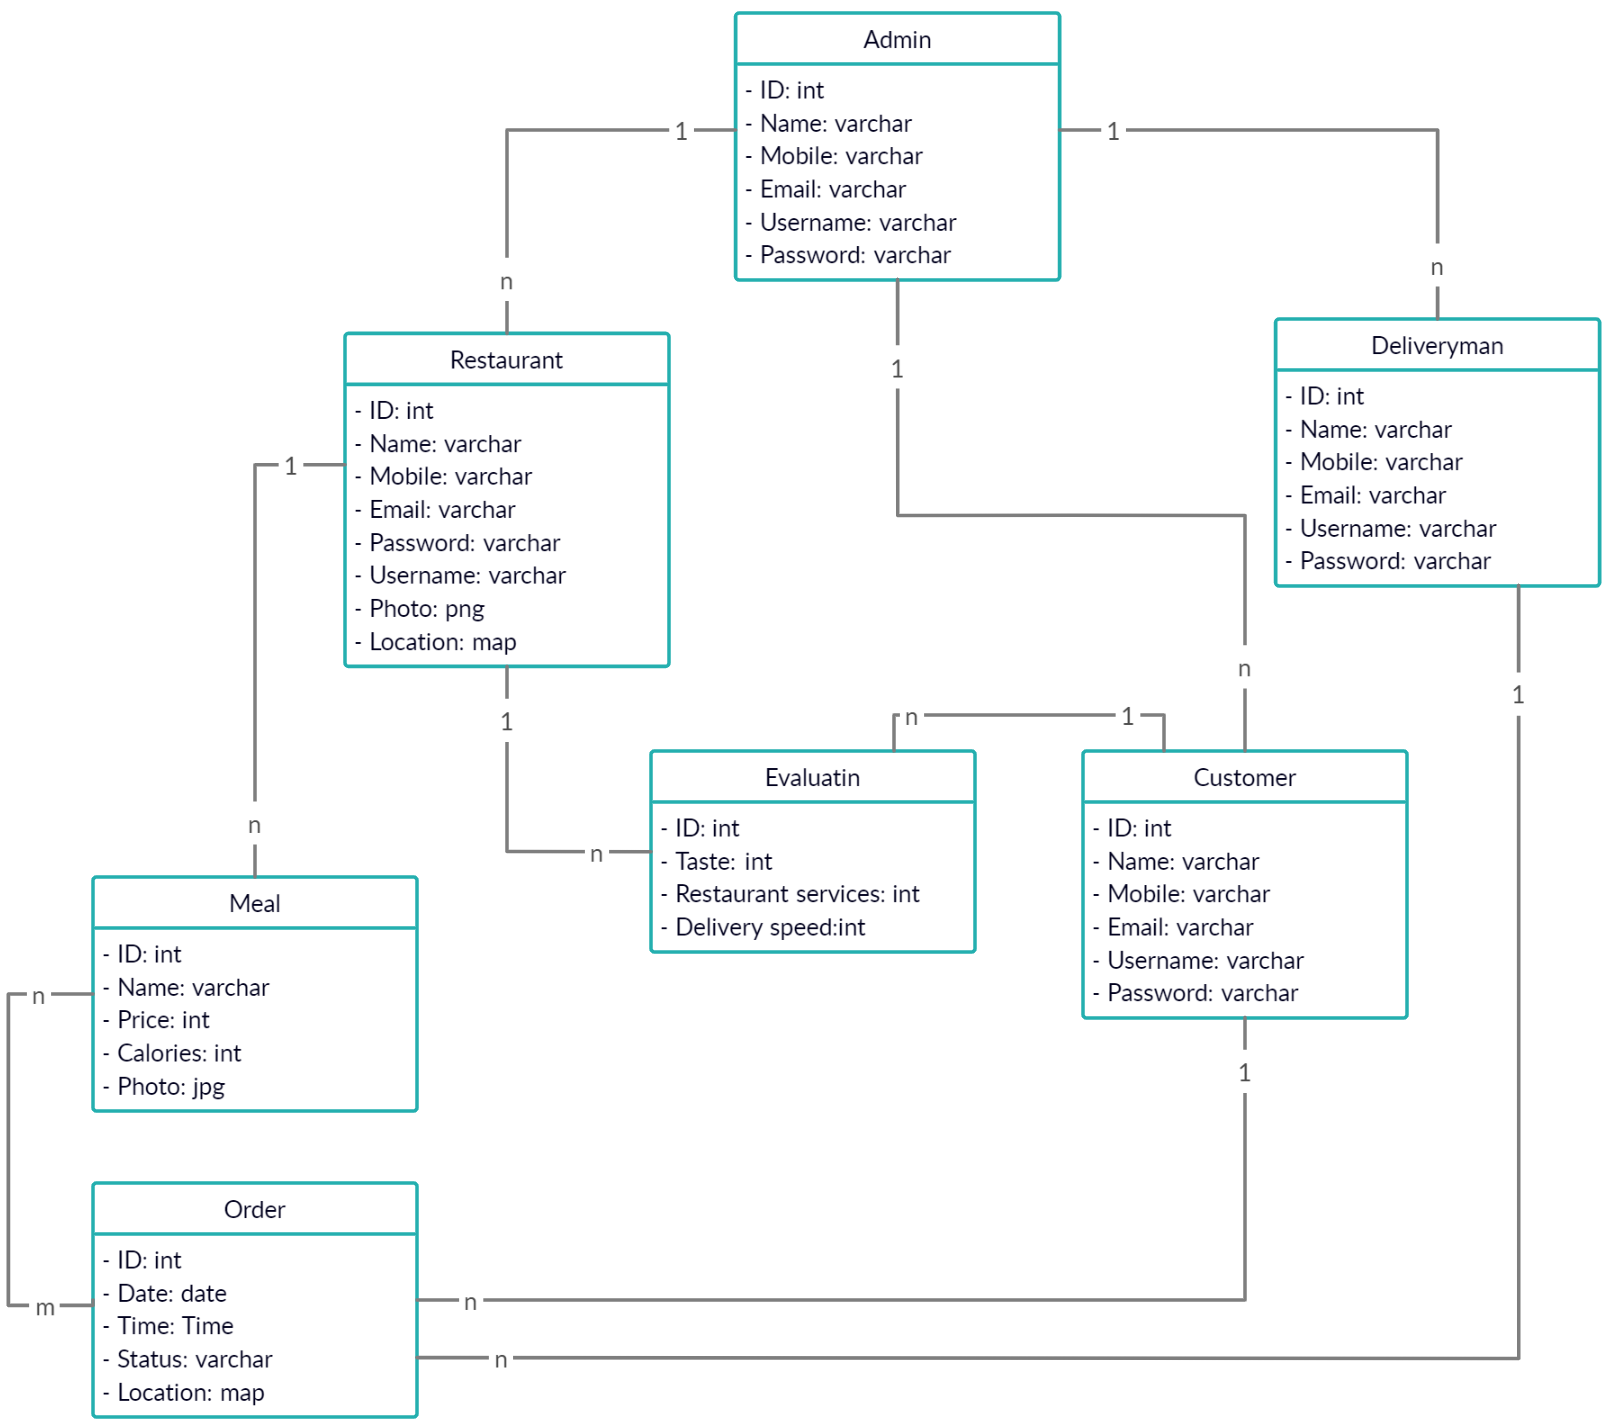 Admin
- ID: int
- Name: varchar
- Mobile: varchar
- Email: varchar
- Username: varchar
- Password: varchar
1
1
n
n
1
Restaurant
- ID: int
- Name: varchar
- Mobile: varchar
- Email: varchar
- Password: varchar
- Username: varchar
- Photo: png
- Location: map
Deliveryman
- ID: int
- Name: varchar
- Mobile: varchar
- Email: varchar
- Username: varchar
- Password: varchar
1
n
1
1
n
n
1
n
Evaluatin
- ID: int
- Taste: int
- Restaurant services: int
- Delivery speed:int
Customer
- ID: int
- Name: varchar
- Mobile: varchar
- Email: varchar
- Username: varchar
- Password: varchar
Meal
- ID: int
- Name: varchar
- Price: int
- Calories: int
- Photo: jpg
n
1
m
Order
- ID: int
- Date: date
- Time: Time
- Status: varchar
- Location: map
n
n